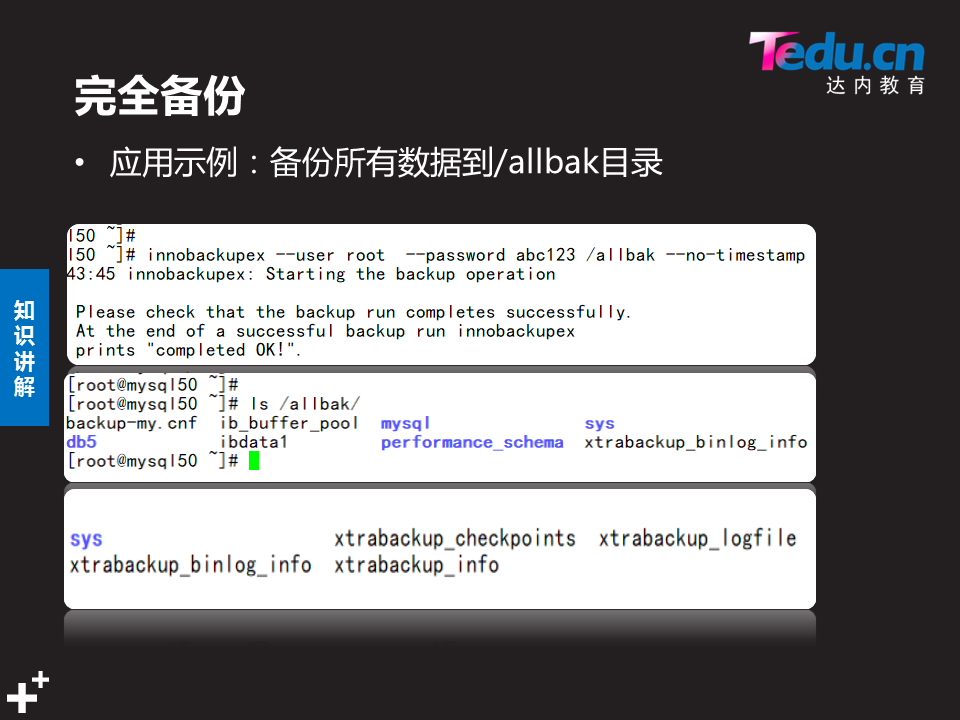 Tedu.cn
达内教育
完全备份
• 应用示例：备份所有数据到/allbak目录
知识讲解
l50 ~]#
l50 ~]# innobackupex --user root  --password abc123 /allbak --no-timestamp
43:45 innobackupex: Starting the backup operation
Please check that the backup run completes successfully.
At the end of a successful backup run innobackupex
prints "completed OK!".
[root@mysql50 ~]#
[root@mysql50 ~]# ls /allbak/
backup-my.cnf  ib_buffer_pool  mysql  sys
db5  ibdata1  performance_schema  xtrabackup_binlog_info
[root@mysql50 ~]#
sys  xtrabackup_checkpoints  xtrabackup_logfile
xtrabackup_binlog_info  xtrabackup_info